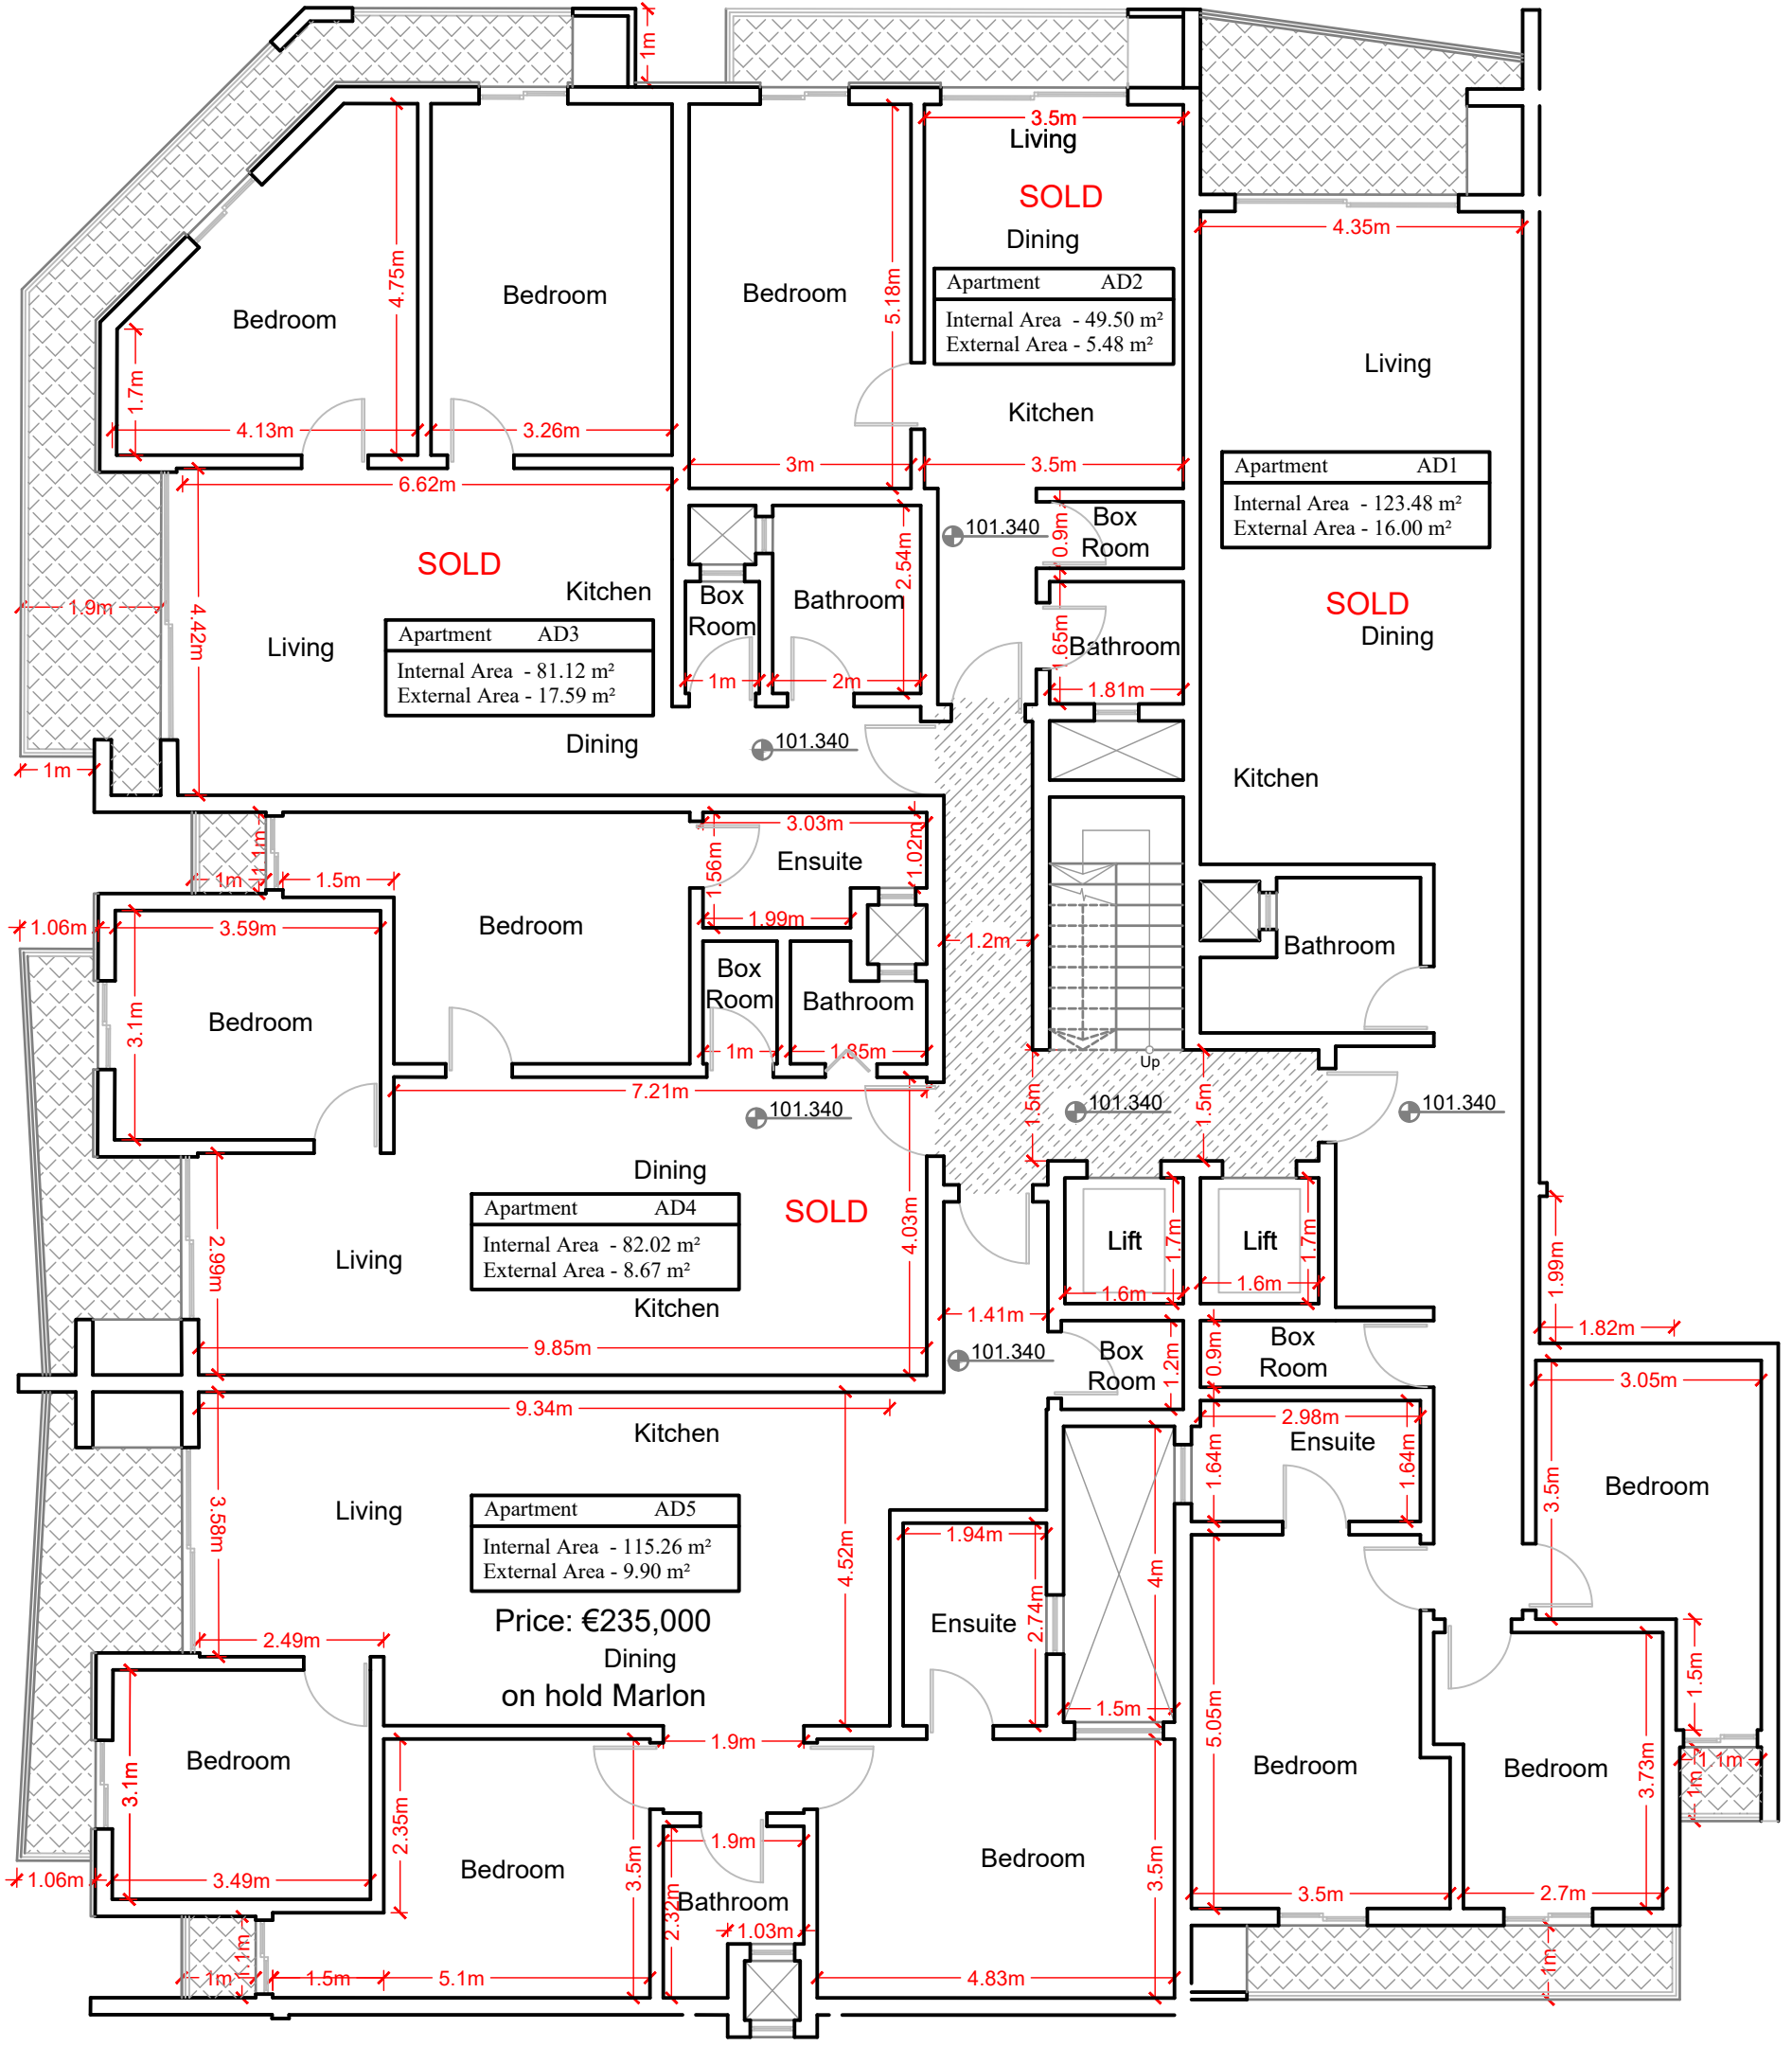 1m
3.5m
Living
SOLD
Dining
4.35m
Apartment AD2
Internal Area - 49.50 m²
External Area - 5.48 m²
Bedroom
4.75m
Bedroom
Bedroom
5.18m
1.7m
Living
Kitchen
4.13m
3.26m
3m
3.5m
6.62m
Apartment AD1
Internal Area - 123.48 m²
External Area - 16.00 m²
SOLD
Kitchen
2.54m
101.340
0.9m
Box
Room
1.9m
4.42m
Living
Box
Room
Bathroom
1.65m
Bathroom
SOLD
Dining
Apartment AD3
Internal Area - 81.12 m²
External Area - 17.59 m²
1m
2m
1.81m
Dining
101.340
1m
Kitchen
1.1m
3.03m
1.02m
1.56m
Ensuite
1m
1.5m
1.06m
3.59m
Bedroom
1.99m
1.2m
Bathroom
3.1m
Bedroom
Box
Room
Bathroom
1m
1.85m
Up
7.21m
101.340
1.5m
101.340
1.5m
101.340
Dining
SOLD
Apartment AD4
Internal Area - 82.02 m²
External Area - 8.67 m²
2.99m
Living
4.03m
Lift
1.7m
Lift
1.7m
1.99m
Kitchen
1.6m
1.6m
1.41m
9.85m
101.340
Box
Room
1.2m
0.9m
Box
Room
1.82m
3.05m
9.34m
Kitchen
2.98m
Ensuite
1.64m
1.64m
3.5m
Bedroom
3.58m
Living
Apartment AD5
Internal Area - 115.26 m²
External Area - 9.90 m²
4.52m
1.94m
4m
Price: €235,000
Ensuite
2.74m
2.49m
Dining
on hold Marlon
1.5m
5.05m
1.5m
1.9m
Bedroom
3.1m
2.35m
Bedroom
Bedroom
3.73m
1.1m
1m
1.06m
3.49m
Bedroom
3.5m
1.9m
Bathroom
2.32m
1.03m
Bedroom
3.5m
3.5m
2.7m
1.1m
1m
1.5m
5.1m
4.83m
1m